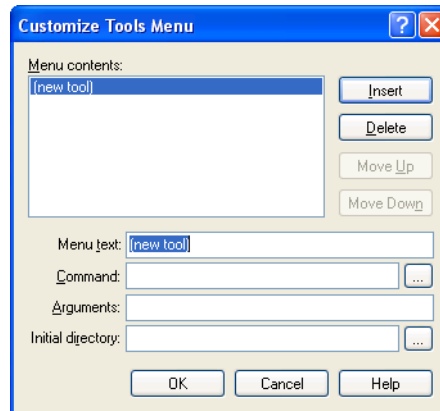 Customize Tools Menu
Menu contents:
(new tool)
Insert
Delete
Move Up
Move Down
Menu text: (new tool)
Command: ...
Arguments:
Initial directory: ...
OK Cancel Help